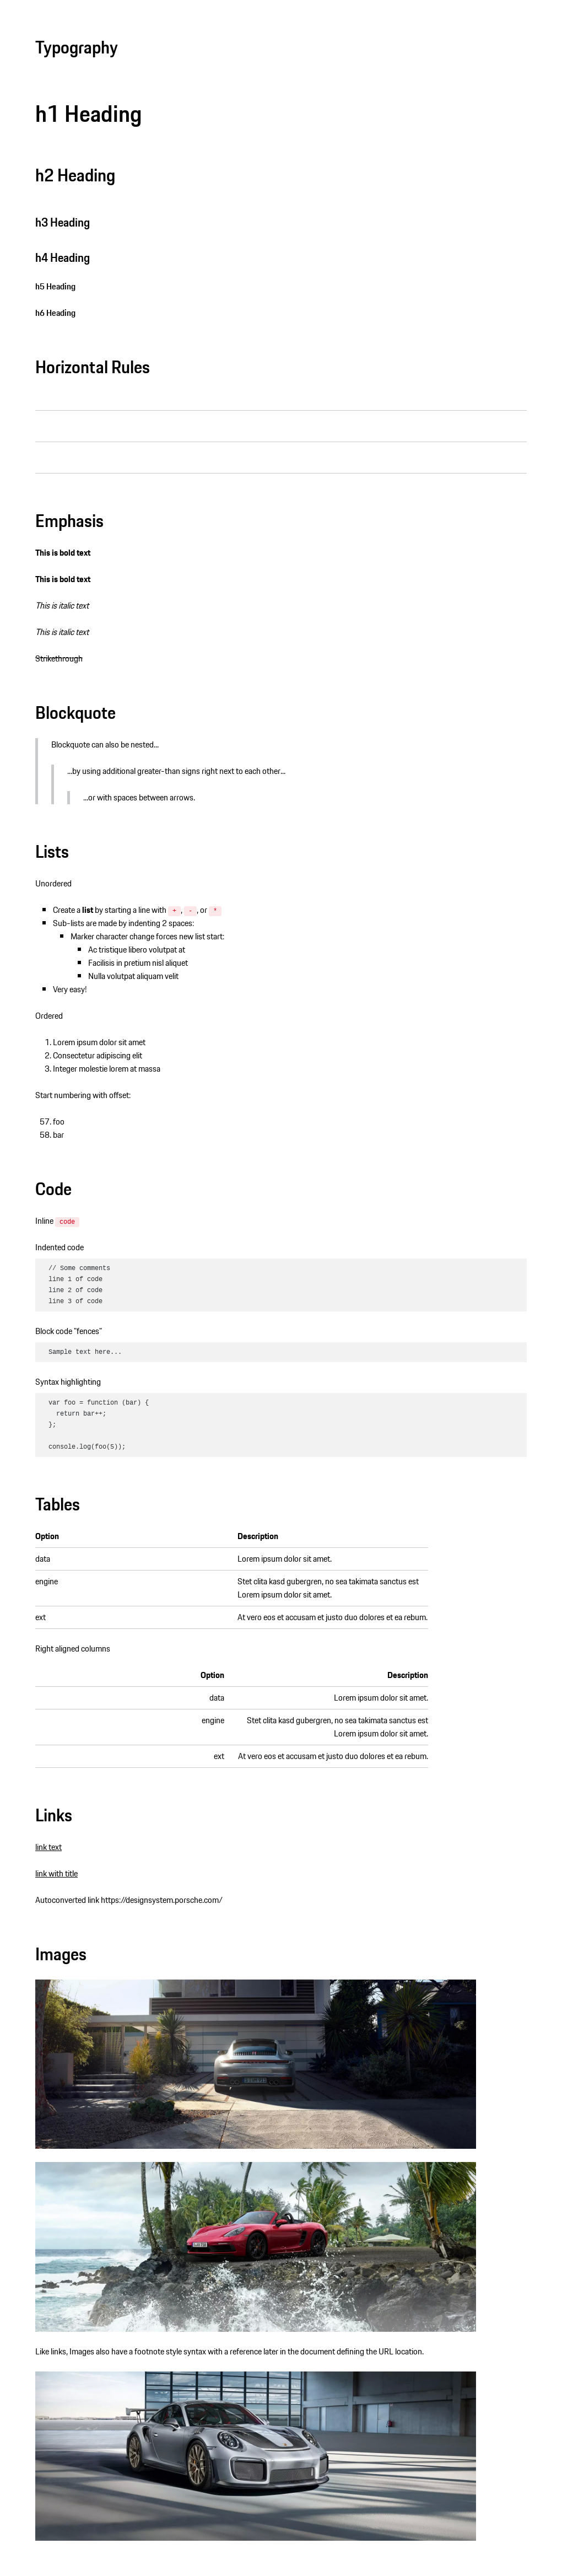 Typography
h1 Heading
h2 Heading
h3 Heading
h4 Heading
h5 Heading
h6 Heading
Horizontal Rules
Emphasis
This is bold text
This is bold text
This is italic text
This is italic text
Strikethrough
Blockquote
Blockquote can also be nested...
...by using additional greater-than signs right next to each other...
...or with spaces between arrows.
Lists
Unordered
Create a list by starting a line with +, -, or *
Sub-lists are made by indenting 2 spaces:
Marker character change forces new list start:
Ac tristique libero volutpat at
Facilisis in pretium nisl aliquet
Nulla volutpat aliquam velit
Very easy!
Ordered
1. Lorem ipsum dolor sit amet
2. Consectetur adipiscing elit
3. Integer molestie lorem at massa
Start numbering with offset:
57. foo
58. bar
Code
Inline code
Indented code
// Some comments
line 1 of code
line 2 of code
line 3 of code
Block code "fences"
Sample text here...
Syntax highlighting
var foo = function (bar) {
return bar++;
};
console.log(foo(5));
Tables
Option Description
data Lorem ipsum dolor sit amet.
engine Stet clita kasd gubergren, no sea takimata sanctus est
Lorem ipsum dolor sit amet.
ext At vero eos et accusam et justo duo dolores et ea rebum.
Right aligned columns
Option Description
data Lorem ipsum dolor sit amet.
engine Stet clita kasd gubergren, no sea takimata sanctus est
Lorem ipsum dolor sit amet.
ext At vero eos et accusam et justo duo dolores et ea rebum.
Links
link text
link with title
Autoconverted link https://designsystem.porsche.com/
Images
Like links, Images also have a footnote style syntax with a reference later in the document defining the URL location.